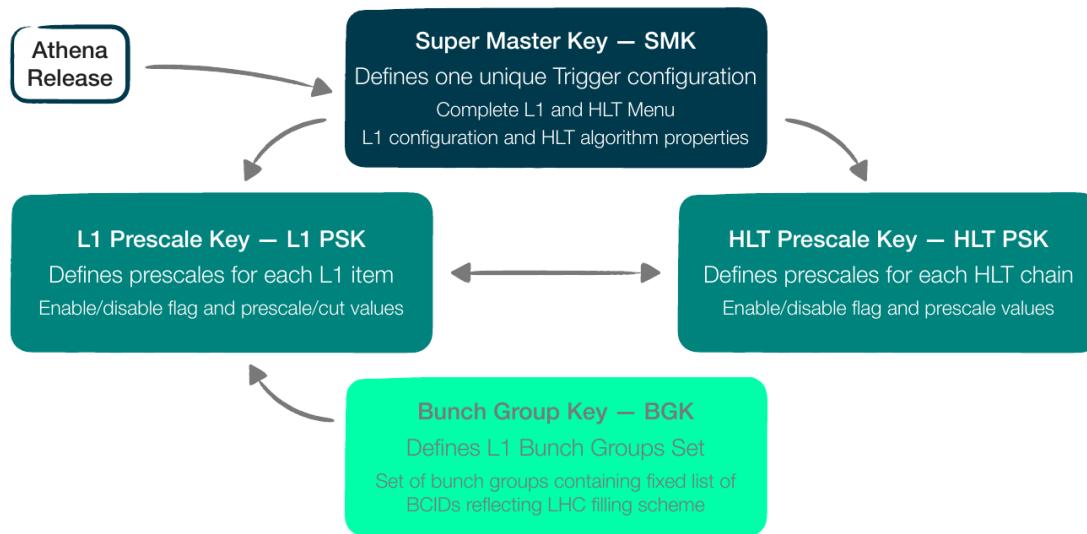 Athena
Release
Super Master Key — SMK
Defines one unique Trigger configuration
Complete L1 and HLT Menu
L1 configuration and HLT algorithm properties
L1 Prescale Key — L1 PSK
Defines prescales for each L1 item
Enable/disable flag and prescale/cut values
HLT Prescale Key — HLT PSK
Defines prescales for each HLT chain
Enable/disable flag and prescale values
Bunch Group Key — BGK
Defines L1 Bunch Groups Set
Set of bunch groups containing fixed list of
BCIDs reflecting LHC filling scheme